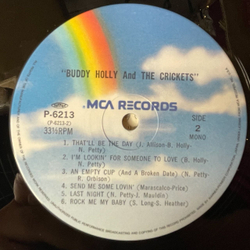 "BUDDY HOLLY And THE CRICKETS"
P-6213
(P-6213-2)
33⅓RPM
MCA RECORDS
SIDE
2
MONO
1. THAT'LL BE THE DAY (J. Allison-B. Holly-
N. Petty)
2. I'M LOOKIN' FOR SOMEONE TO LOVE (B. Holly-
N. Petty)
3. AN EMPTY CUP (And A Broken Date) (N. Petty-
R. Orbison)
4. SEND ME SOME LOVIN' (Marascalco-Price)
5. LAST NIGHT (N. Petty-J. Mauldin)
6. ROCK ME MY BABY (S. Long-S. Heather)